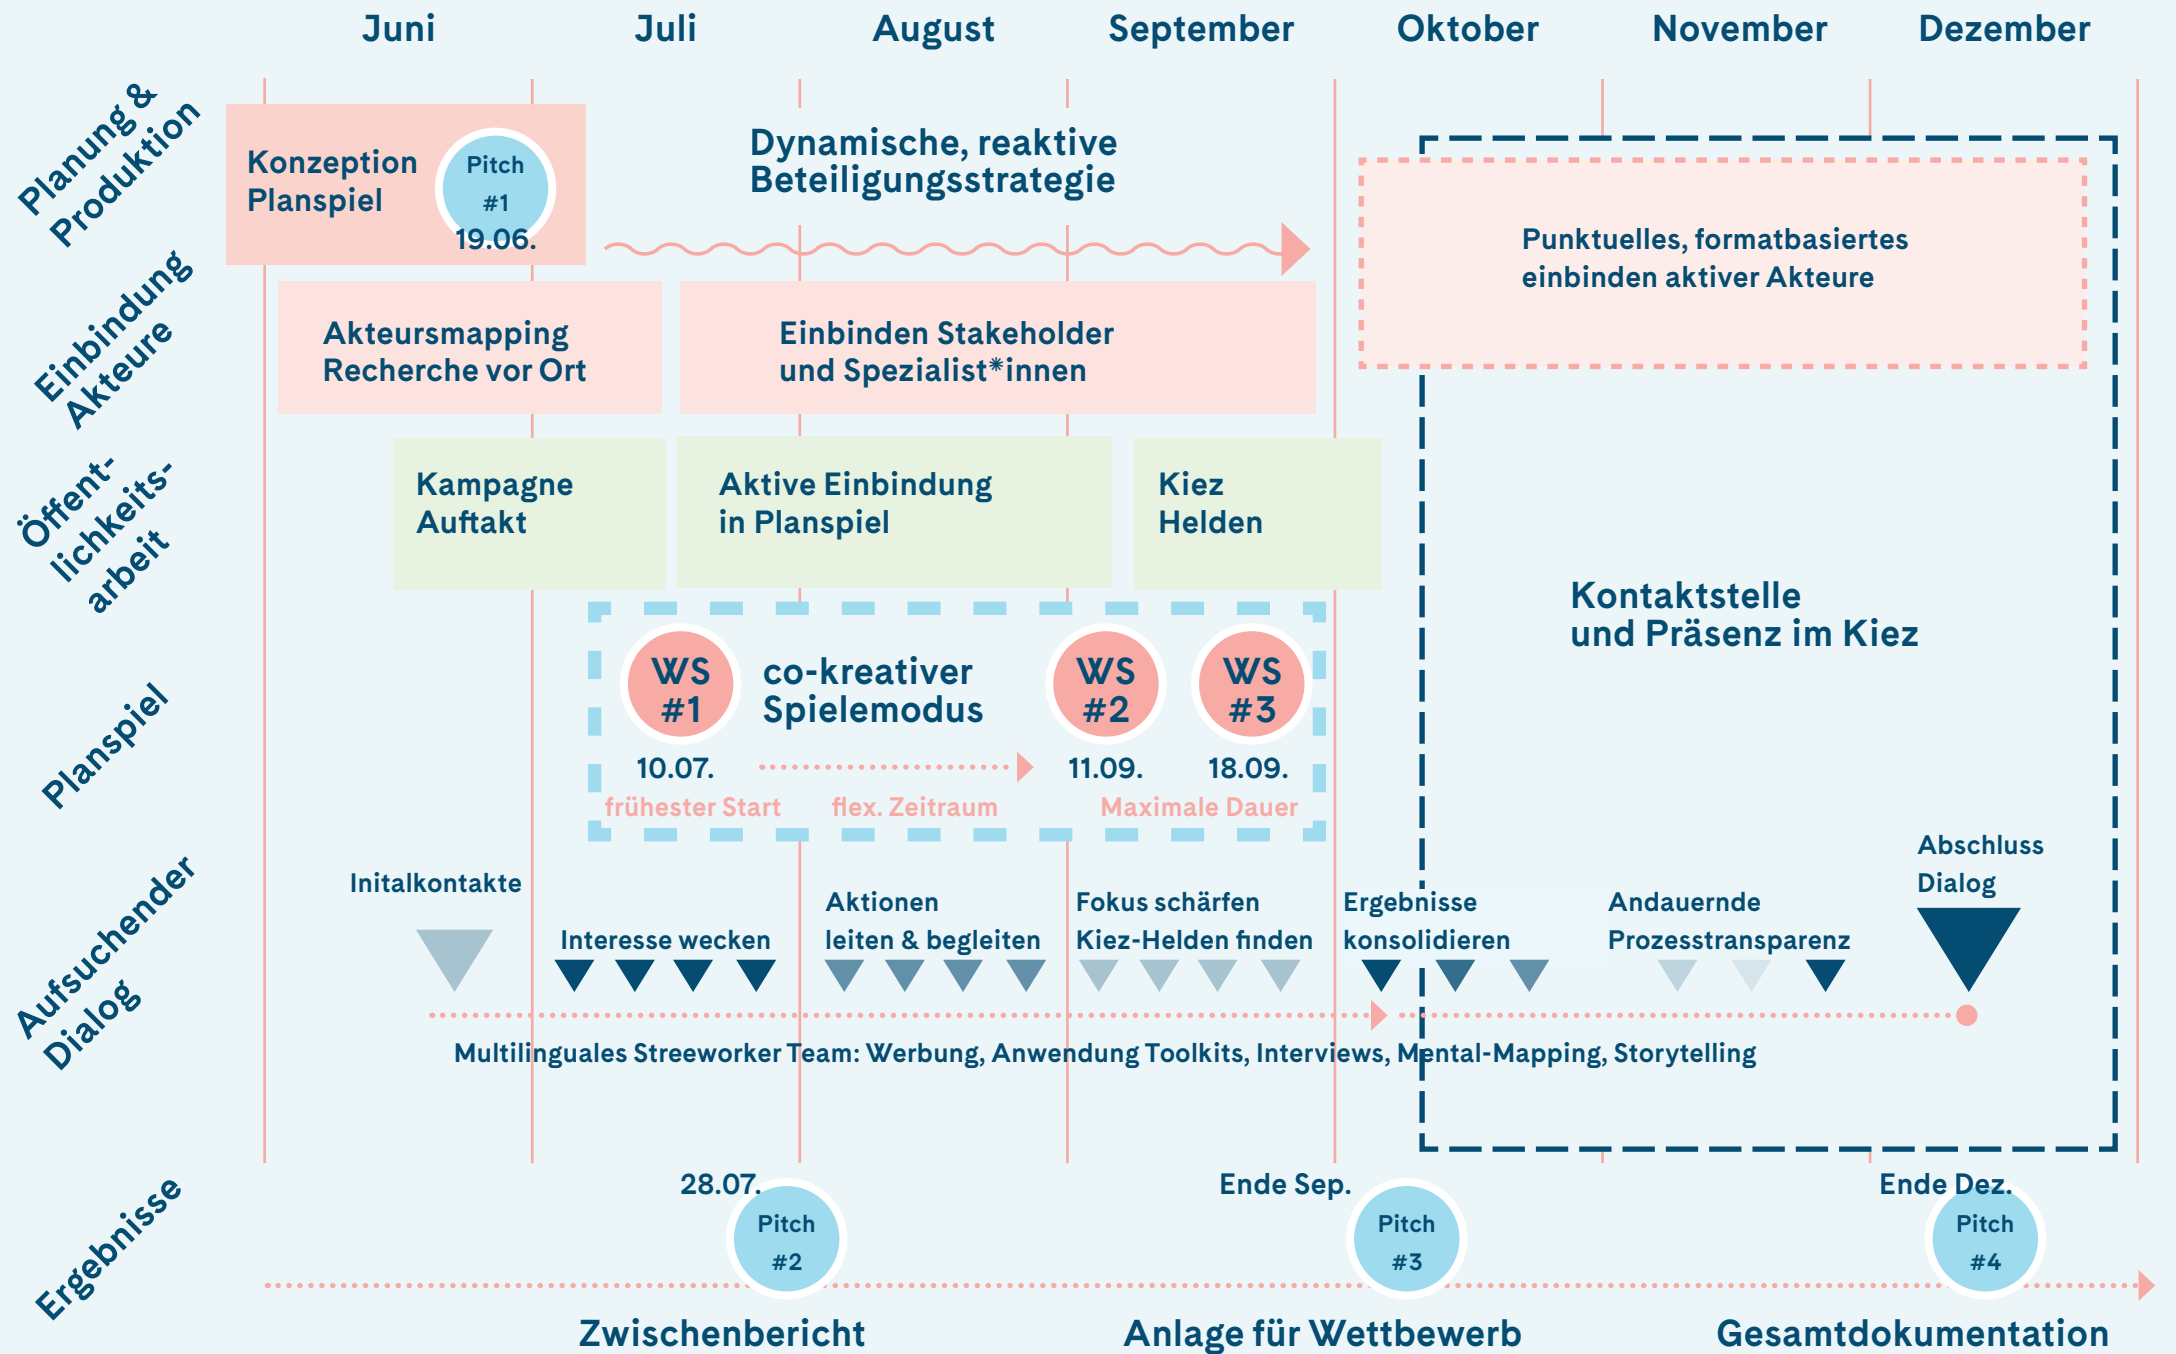 Juni
Juli
August
September
Oktober
November
Dezember
Planung &
Produktion
Konzeption
Planspiel
Pitch
#1
19.06.
Dynamische, reaktive
Beteiligungsstrategie
Punktuelles, formatbasiertes
einbinden aktiver Akteure
Einbindung
Akteure
Akteursmapping
Recherche vor Ort
Einbinden Stakeholder
und Spezialist*innen
Öffent-
lichkeits-
arbeit
Kampagne
Auftakt
Aktive Einbindung
in Planspiel
Kiez
Helden
Kontaktstelle
und Präsenz im Kiez
Planspiel
WS
#1
10.07.
frühester Start
co-kreativer
Spielemodus
flex. Zeitraum
WS
#2
11.09.
WS
#3
18.09.
Maximale Dauer
Aufsuchender
Dialog
Initalkontakte
Interesse wecken
Aktionen
leiten & begleiten
Fokus schärfen
Kiez-Helden finden
Ergebnisse
konsolidieren
Andauernde
Prozesstransparenz
Abschluss
Dialog
Multilinguales Streeworker Team: Werbung, Anwendung Toolkits, Interviews, Mental-Mapping, Storytelling
Ergebnisse
28.07.
Pitch
#2
Zwischenbericht
Ende Sep.
Pitch
#3
Anlage für Wettbewerb
Ende Dez.
Pitch
#4
Gesamtdokumentation